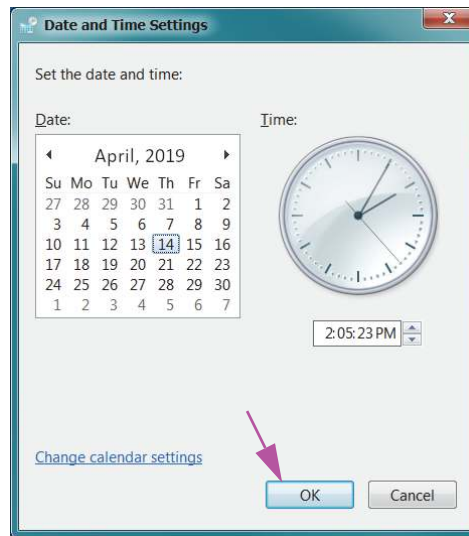 Date and Time Settings
X
Set the date and time:
Date:
Time:
April, 2019
Su Mo Tu We Th Fr Sa
27 28 29 30 31 1 2
3 4 5 6 7 8 9
10 11 12 13 14 15 16
17 18 19 20 21 22 23
24 25 26 27 28 29 30
1 2 3 4 5 6 7
2:05:23 PM
Change calendar settings
OK Cancel